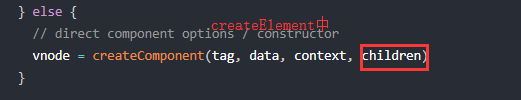 } else {
createElement中
// direct component options / constructor
vnode = createComponent(tag, data, context, children)
}